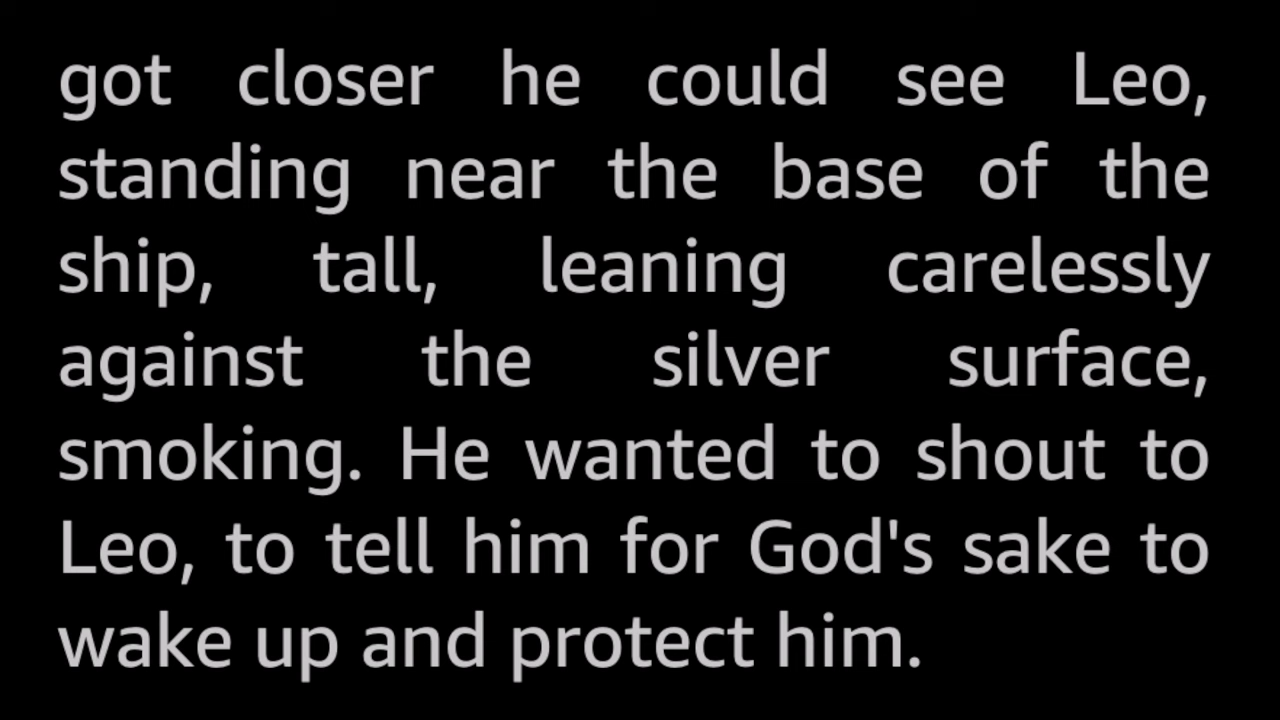 got closer he could see Leo,
standing near the base of the
ship, tall, leaning carelessly
against the silver surface,
smoking. He wanted to shout to
Leo, to tell him for God's sake to
wake up and protect him.